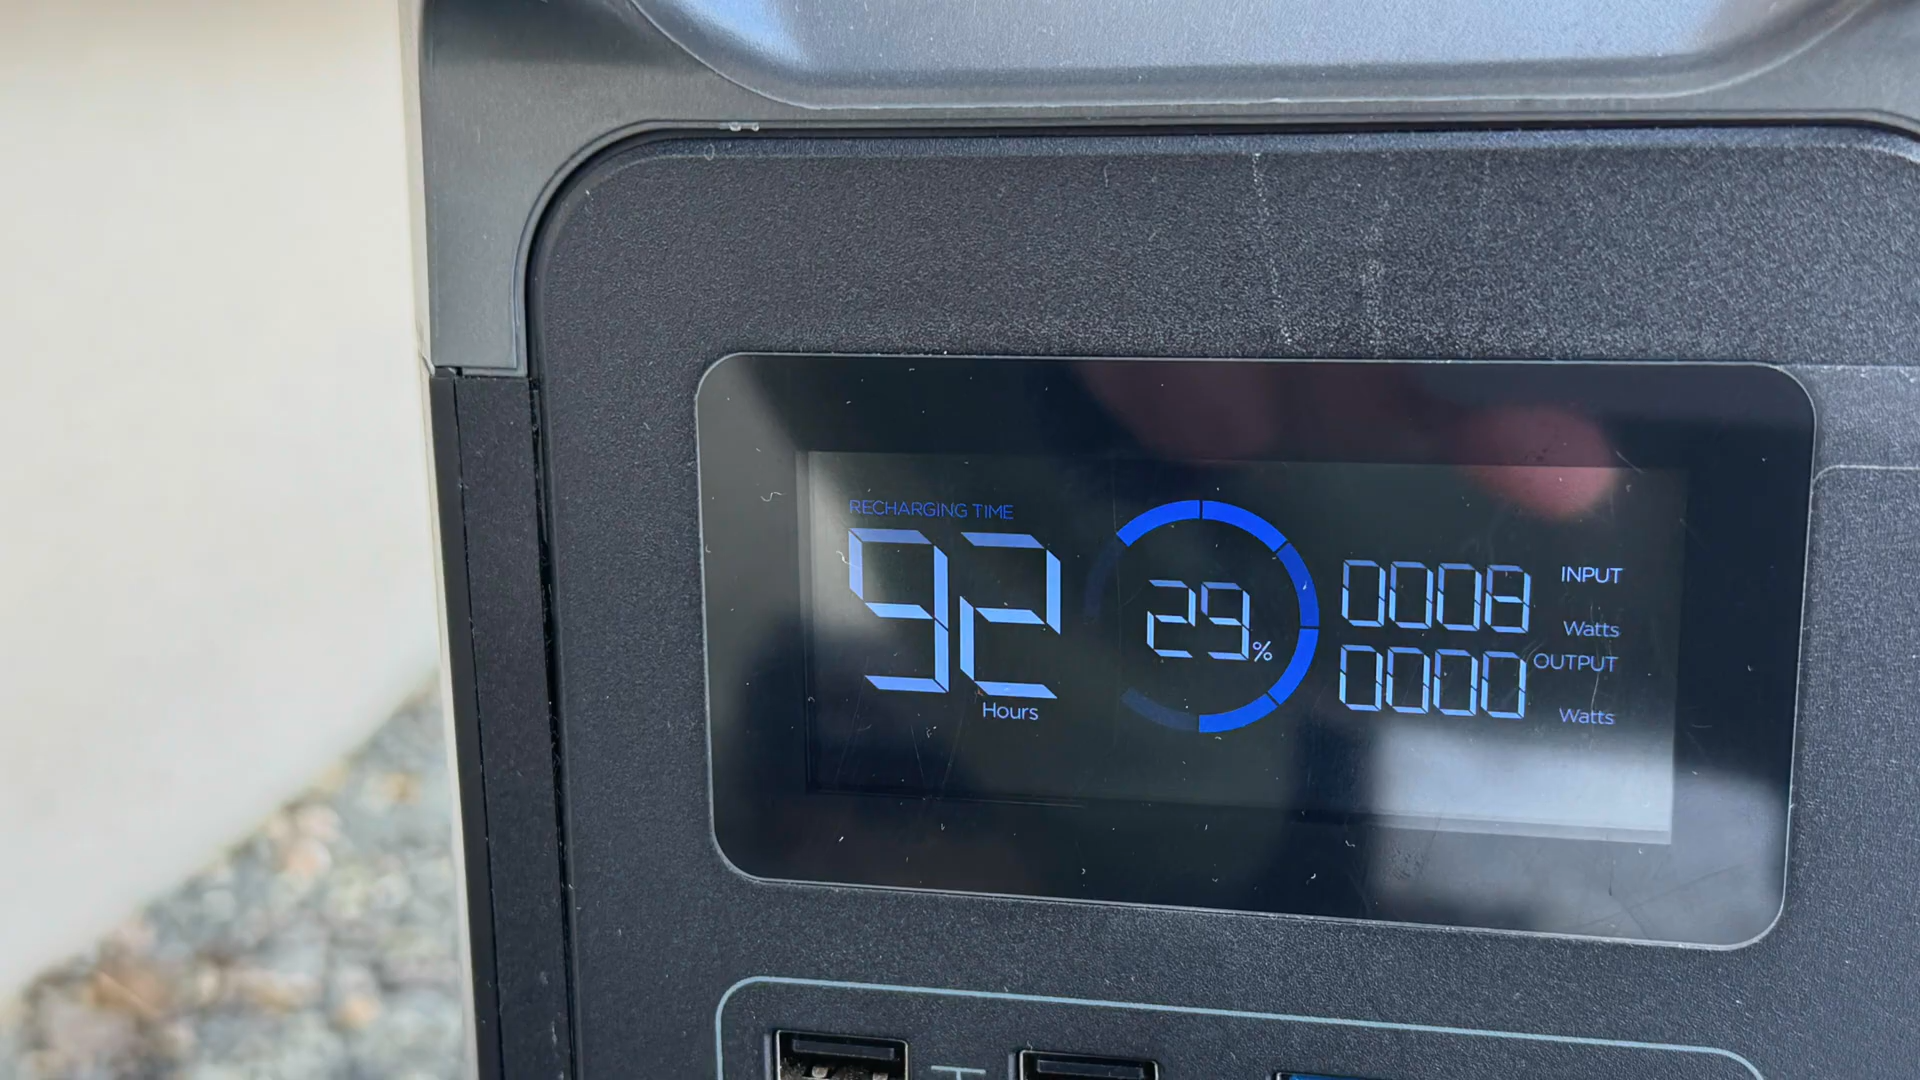 RECHARGING TIME
92
Hours
29%
0008 INPUT
Watts
0000 OUTPUT
Watts